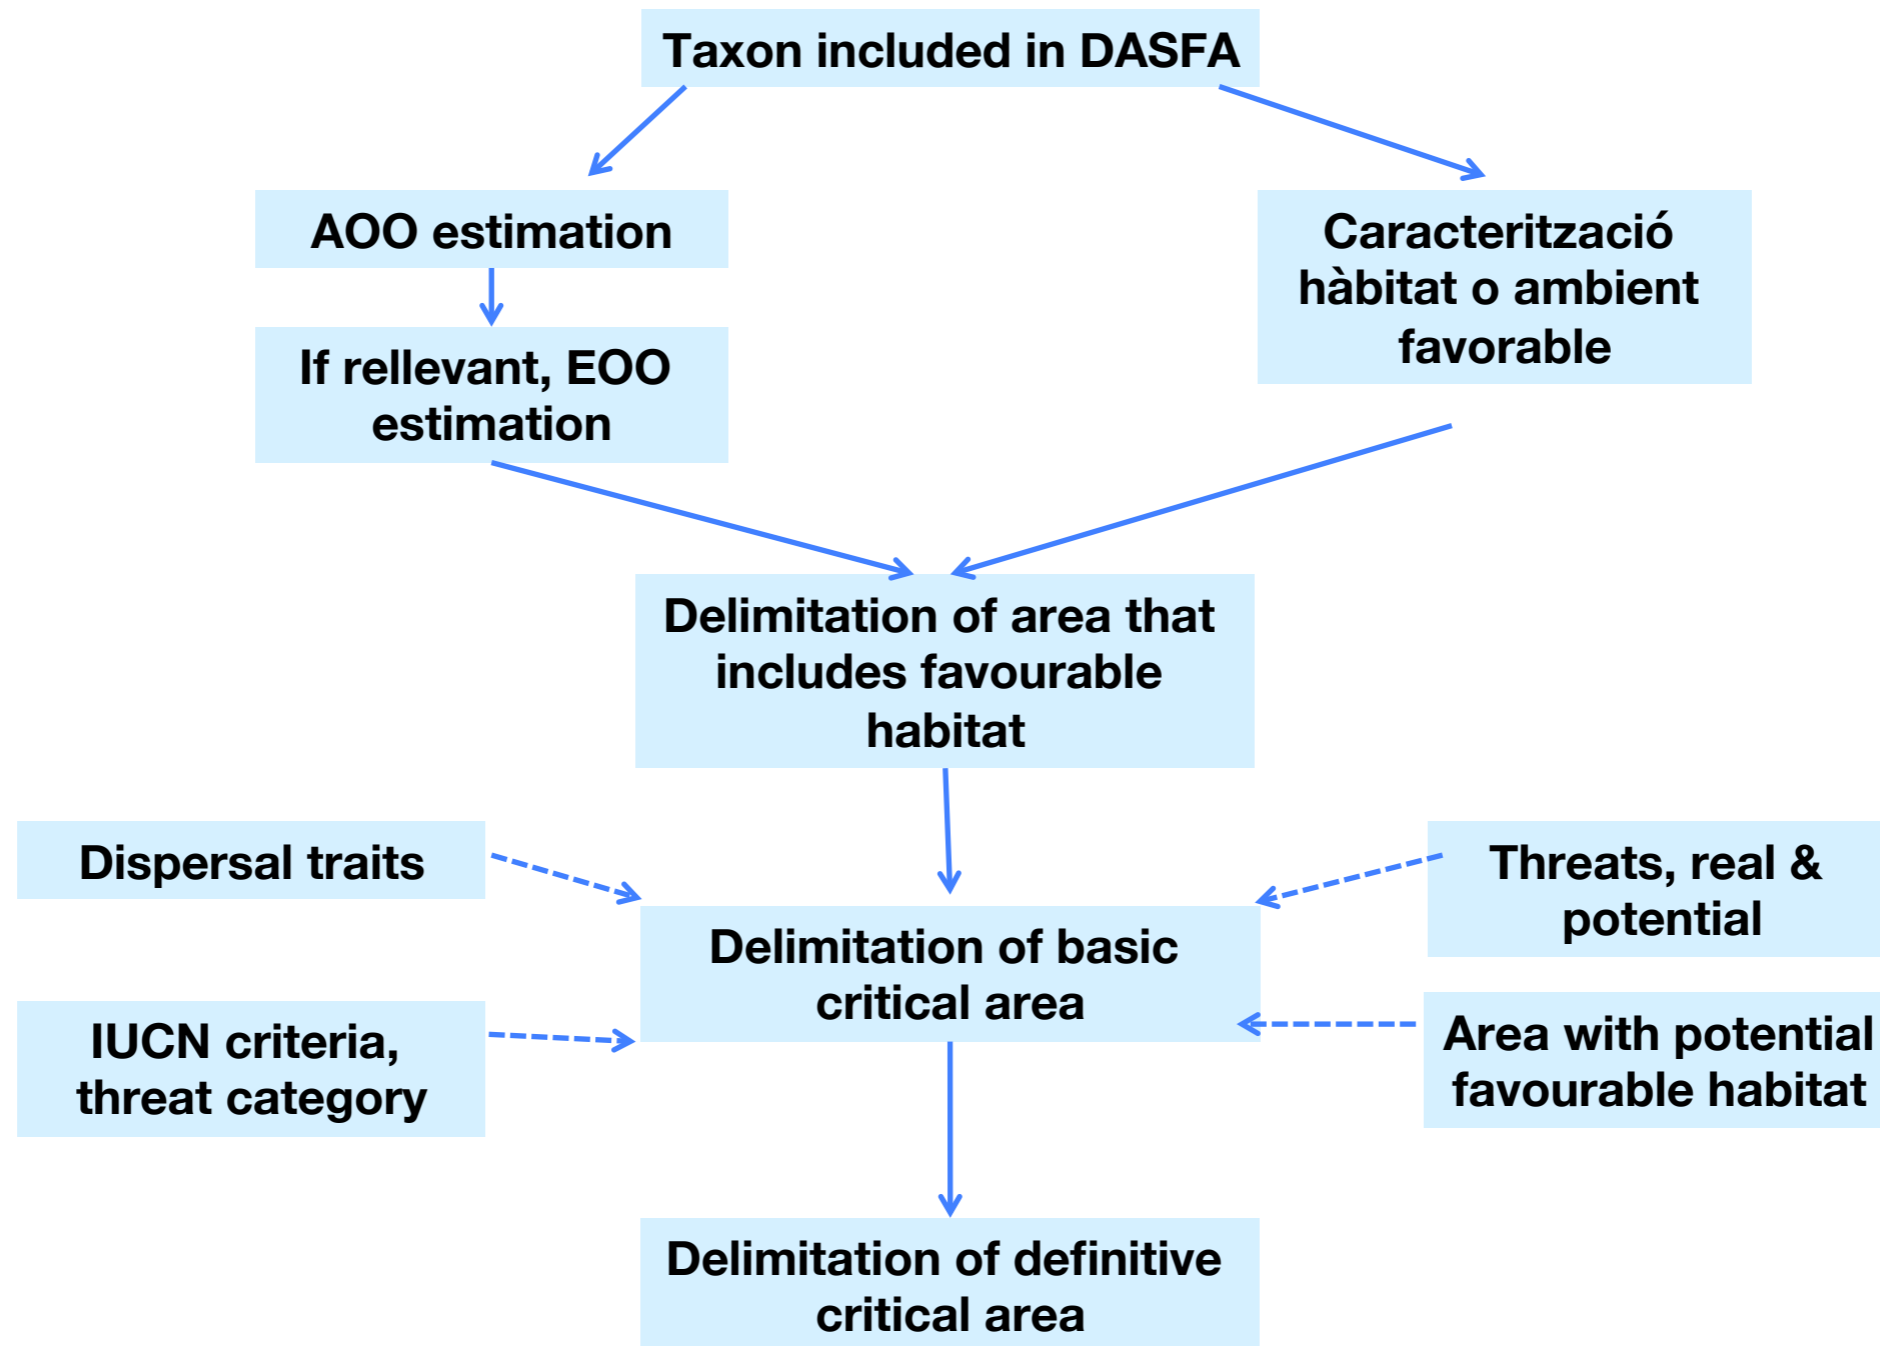 Taxon included in DASFA
AOO estimation
If rellevant, EOO
estimation
Caracterització
hàbitat o ambient
favorable
Delimitation of area that
includes favourable
habitat
Dispersal traits
IUCN criteria,
threat category
Delimitation of basic
critical area
Threats, real &
potential
Area with potential
favourable habitat
Delimitation of definitive
critical area